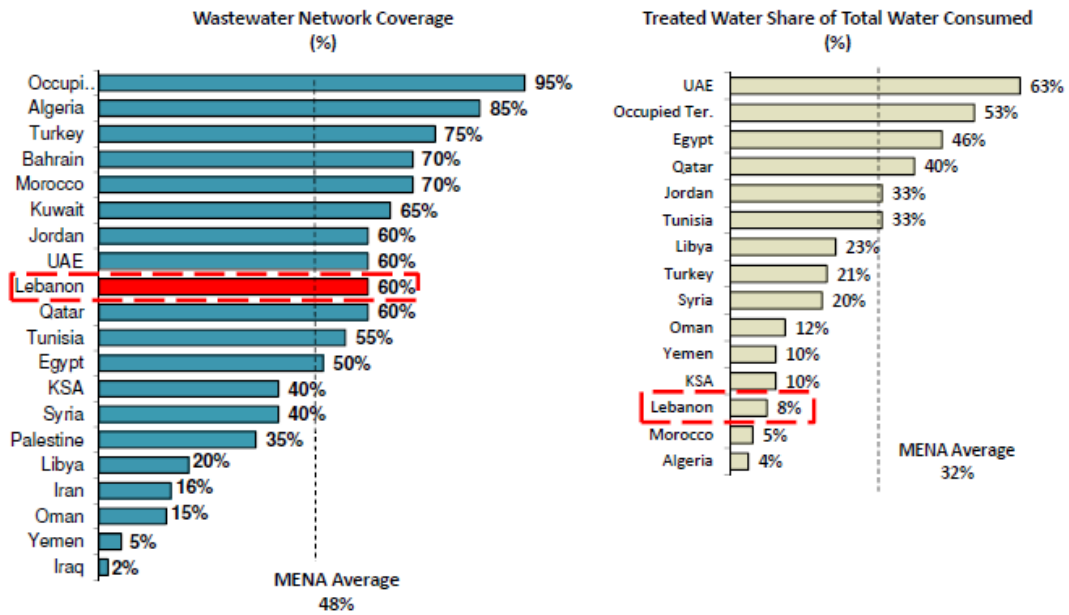 Wastewater Network Coverage
(%)
Occupi.. 95%
Algeria 85%
Turkey 75%
Bahrain 70%
Morocco 70%
Kuwait 65%
Jordan 60%
UAE 60%
Lebanon 60%
Qatar 60%
Tunisia 55%
Egypt 50%
KSA 40%
Syria 40%
Palestine 35%
Libya 20%
Iran 16%
Oman 15%
Yemen 5%
Iraq 2%
MENA Average
48%
Treated Water Share of Total Water Consumed
(%)
UAE 63%
Occupied Ter. 53%
Egypt 46%
Qatar 40%
Jordan 33%
Tunisia 33%
Libya 23%
Turkey 21%
Syria 20%
Oman 12%
Yemen 10%
KSA 10%
Lebanon 8%
Morocco 5%
Algeria 4%
MENA Average
32%